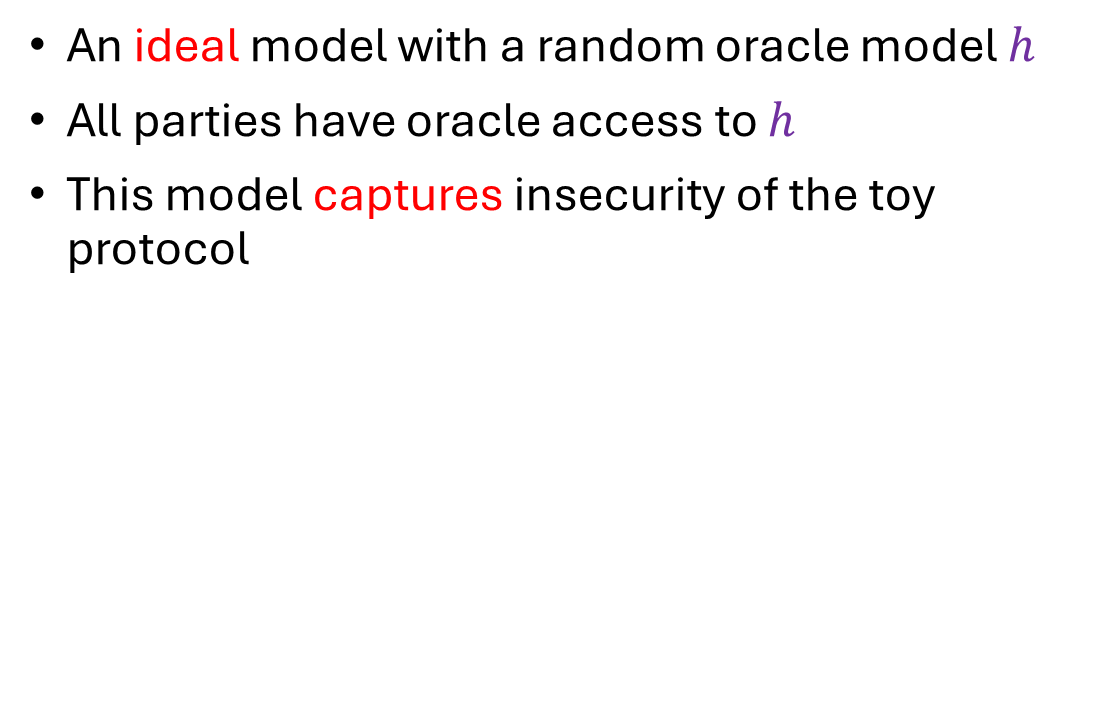 • An ideal model with a random oracle model ℎ
• All parties have oracle access to ℎ
• This model captures insecurity of the toy
protocol